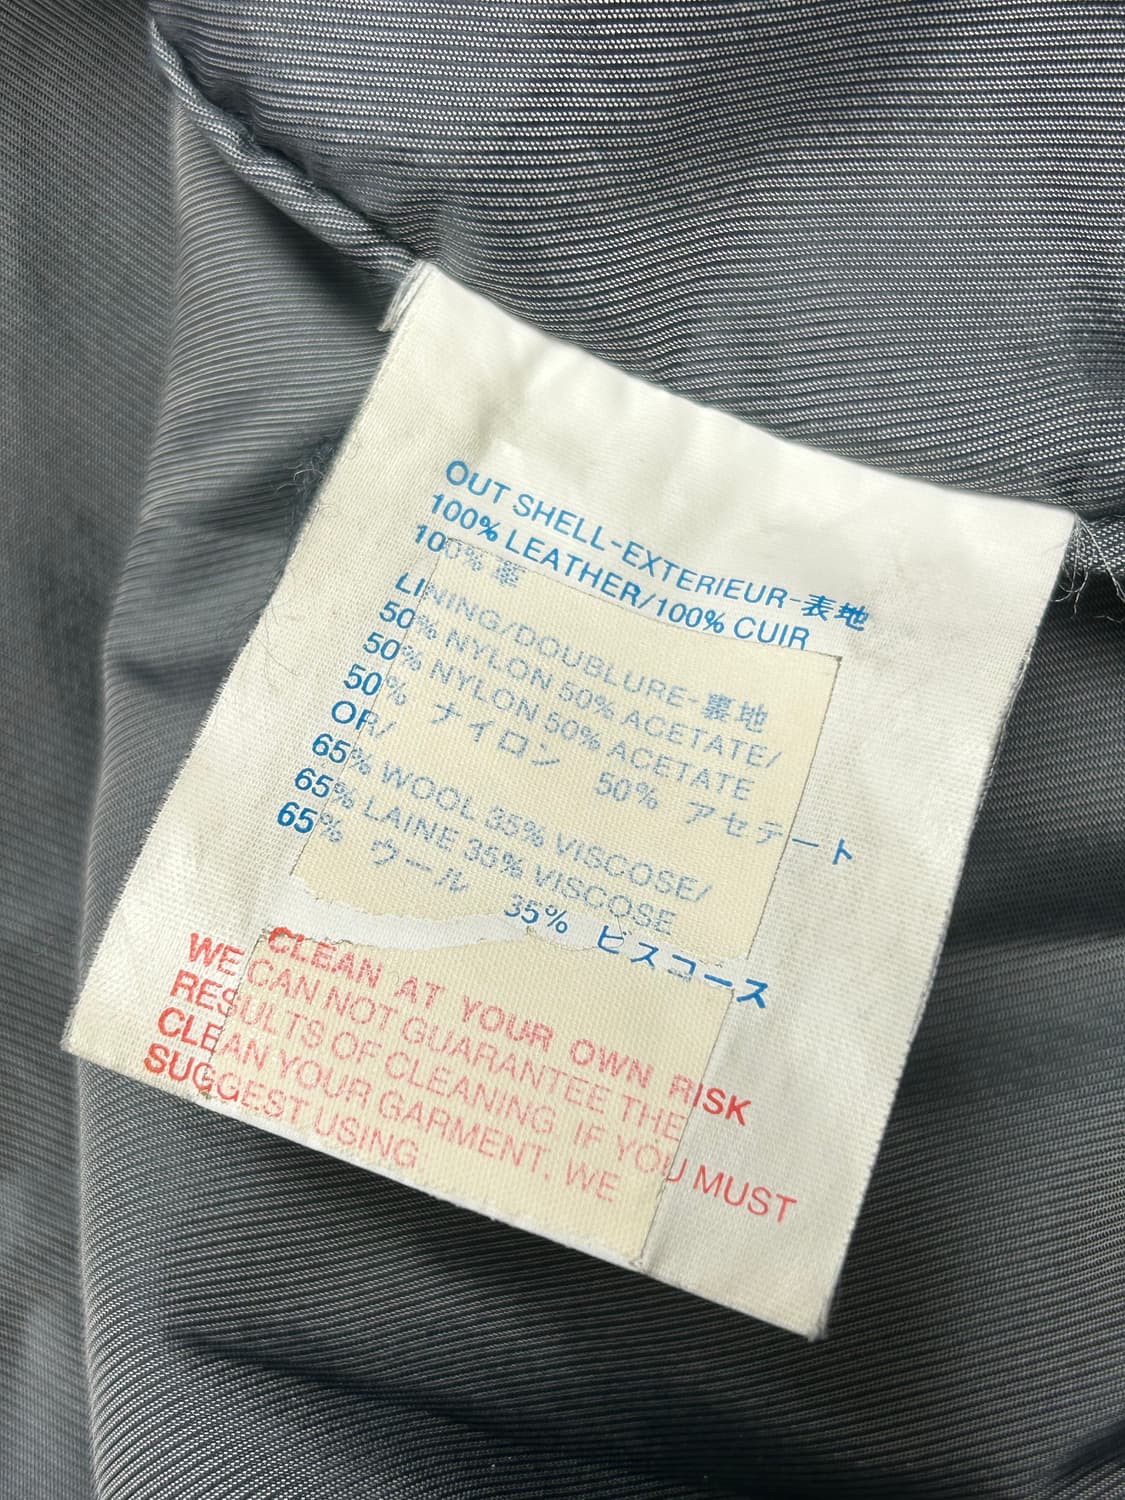 OUT SHELL-EXTERIEUR-表地
100% LEATHER/100% CUIR
100% 革
LINING/DOUBLURE-裏地
50% NYLON 50% ACETATE/
50% NYLON 50% ACETATE
50% ナイロン 50% アセテート
OR/
65% WOOL 35% VISCOSE/
65% LAINE 35% VISCOSE
65% ウール 35% ビスコース
CLEAN AT YOUR OWN RISK
WE CAN NOT GUARANTEE THE
RESULTS OF CLEANING. IF YOU MUST
CLEAN YOUR GARMENT, WE
SUGGEST USING.